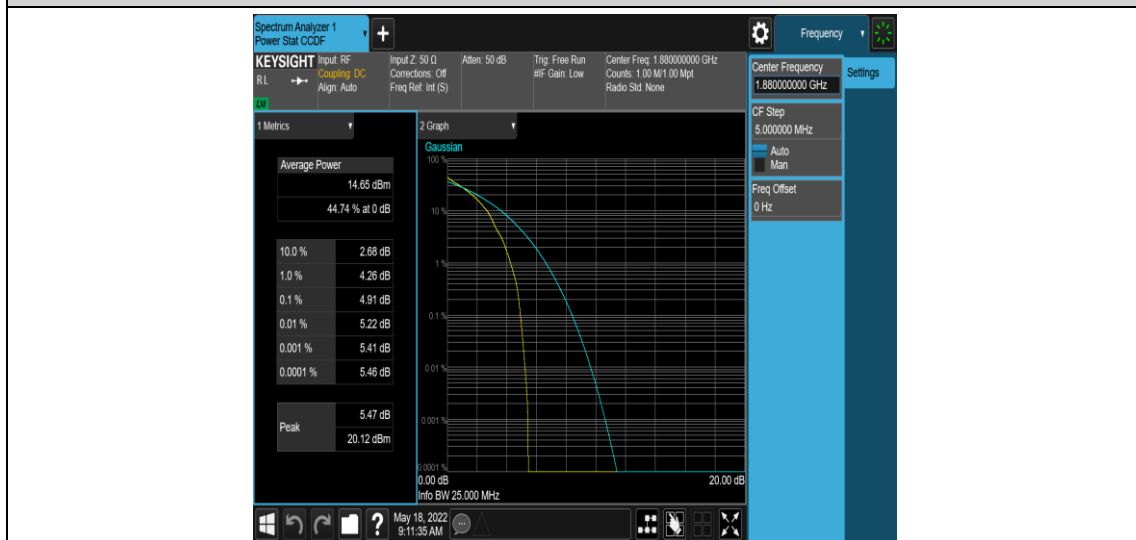 Spectrum Analyzer 1
Power Stat CCDF
+
Frequency
KEYSIGHT
R L
LXI
Input: RF
Coupling: DC
Align: Auto
Input Z: 50 Ω
Corrections: Off
Freq Ref: Int (S)
Atten: 50 dB
Trig: Free Run
#IF Gain: Low
Center Freq: 1.880000000 GHz
Counts: 1.00 M/1.00 Mpt
Radio Std: None
Center Frequency
1.880000000 GHz
Settings
CF Step
5.000000 MHz
Auto
Man
Freq Offset
0 Hz
1 Metrics
Average Power
14.65 dBm
44.74 % at 0 dB
10.0 % 2.68 dB
1.0 % 4.26 dB
0.1 % 4.91 dB
0.01 % 5.22 dB
0.001 % 5.41 dB
0.0001 % 5.46 dB
Peak
5.47 dB
20.12 dBm
2 Graph
Gaussian
100 %
10 %
1 %
0.1 %
0.01 %
0.001 %
0.0001 %
0.00 dB 20.00 dB
Info BW 25.000 MHz
?
May 18, 2022
9:11:35 AM